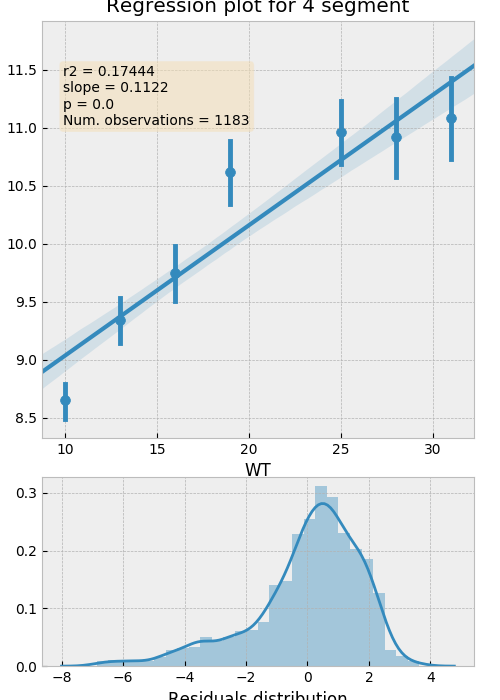 Regression plot for 4 segment
11.5
r2 = 0.17444
slope = 0.1122
p = 0.0
Num. observations = 1183
11.0
10.5
10.0
9.5
9.0
8.5
10 15 20 25 30
WT
0.3
0.2
0.1
0.0
−8 −6 −4 −2 0 2 4
Residuals distribution